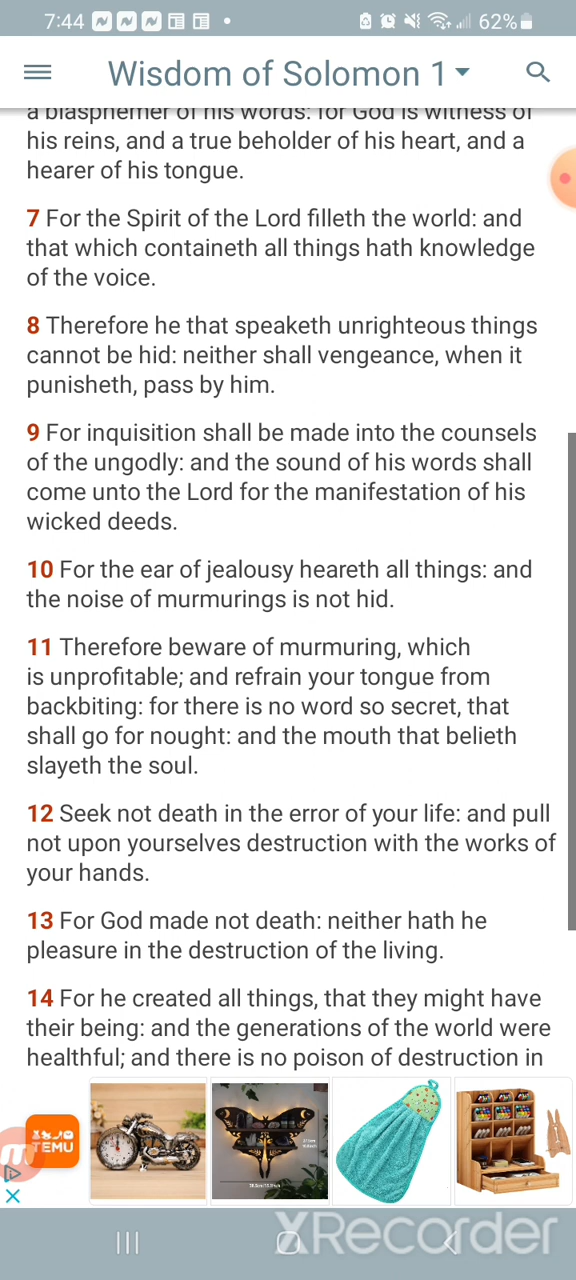 7:44
62%
Wisdom of Solomon 1
a blasphemer of his words: for God is witness of
his reins, and a true beholder of his heart, and a
hearer of his tongue.
7 For the Spirit of the Lord filleth the world: and
that which containeth all things hath knowledge
of the voice.
8 Therefore he that speaketh unrighteous things
cannot be hid: neither shall vengeance, when it
punisheth, pass by him.
9 For inquisition shall be made into the counsels
of the ungodly: and the sound of his words shall
come unto the Lord for the manifestation of his
wicked deeds.
10 For the ear of jealousy heareth all things: and
the noise of murmurings is not hid.
11 Therefore beware of murmuring, which
is unprofitable; and refrain your tongue from
backbiting: for there is no word so secret, that
shall go for nought: and the mouth that belieth
slayeth the soul.
12 Seek not death in the error of your life: and pull
not upon yourselves destruction with the works of
your hands.
13 For God made not death: neither hath he
pleasure in the destruction of the living.
14 For he created all things, that they might have
their being: and the generations of the world were
healthful; and there is no poison of destruction in
TEMU
XRecorder